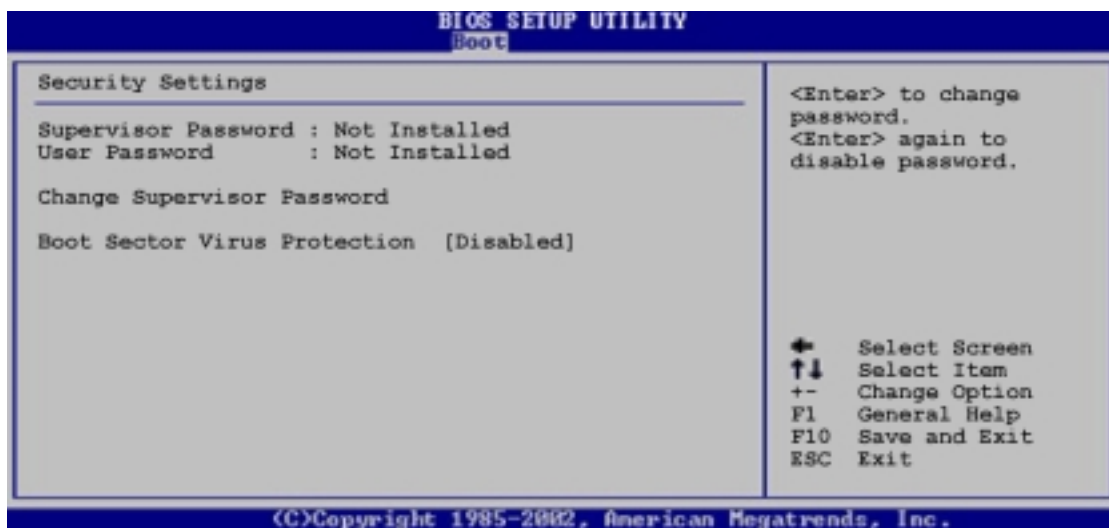 BIOS SETUP UTILITY
Boot
Security Settings
Supervisor Password : Not Installed
User Password : Not Installed
Change Supervisor Password
Boot Sector Virus Protection [Disabled]
<Enter> to change
password.
<Enter> again to
disable password.
← Select Screen
↑↓ Select Item
+- Change Option
F1 General Help
F10 Save and Exit
ESC Exit
(C)Copyright 1985-2002, American Megatrends, Inc.